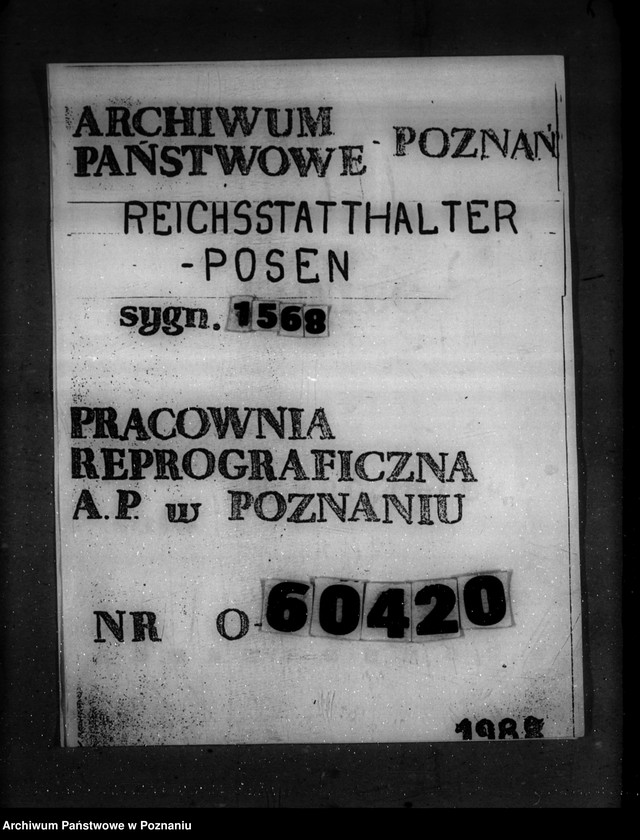 ARCHIWUM
PAŃSTWOWE - POZNAŃ
REICHSSTATTHALTER
-POSEN
sygn. 1568
PRACOWNIA
REPROGRAFICZNA
A.P. w POZNANIU
NR O-60420
Archiwum Państwowe w Poznaniu